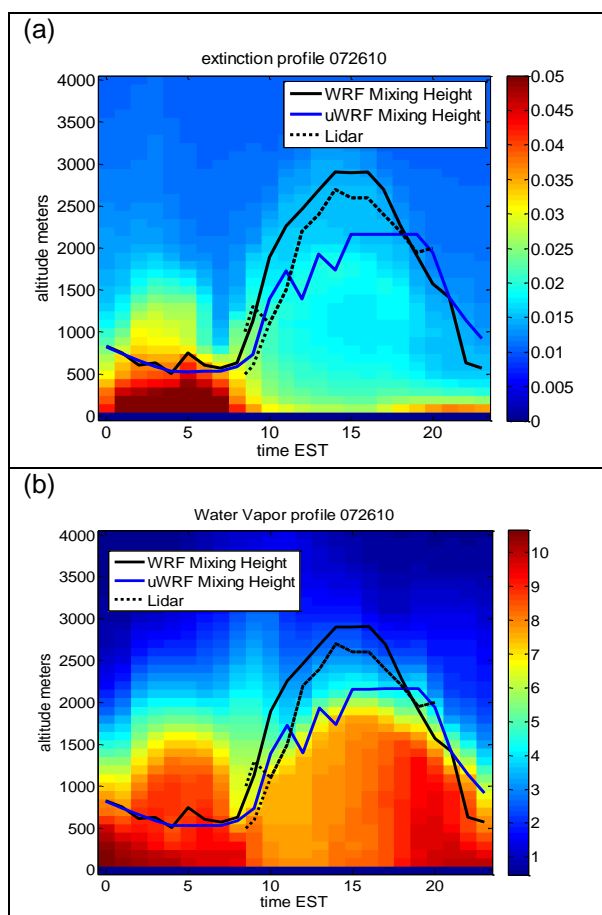 (a)
extinction profile 072610
WRF Mixing Height
uWRF Mixing Height
Lidar
4000
3500
3000
2500
2000
1500
1000
500
0
altitude meters
0 5 10 15 20
time EST
0.05
0.045
0.04
0.035
0.03
0.025
0.02
0.015
0.01
0.005
0
(b)
Water Vapor profile 072610
WRF Mixing Height
uWRF Mixing Height
Lidar
4000
3500
3000
2500
2000
1500
1000
500
0
altitude meters
0 5 10 15 20
time EST
10
9
8
7
6
5
4
3
2
1